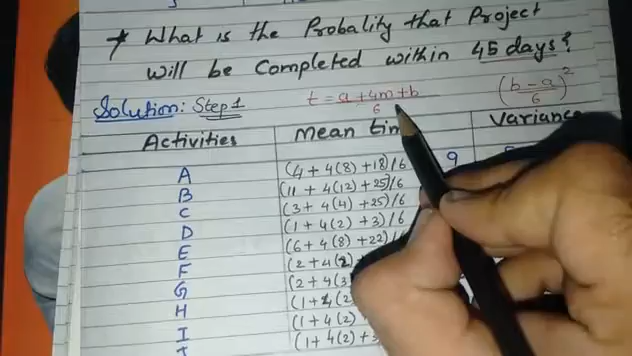 * What is the Probality that Project
will be Completed within 45 days?
Solution: Step 1 t = a+4m+b / 6 (b-a / 6)²
Activities Mean tim Variance
A (4 + 4(8) +18)/6 9
B (11 + 4(12) +25)/6
C (3+ 4(4) +25)/6
D (1 + 4(2) +3)/6
E (6+ 4(8) +22)/6
F (2+4(2)
G (2 + 4(3
H (1+4(2
I (1 + 4(2)
(1 + 4(2)+3